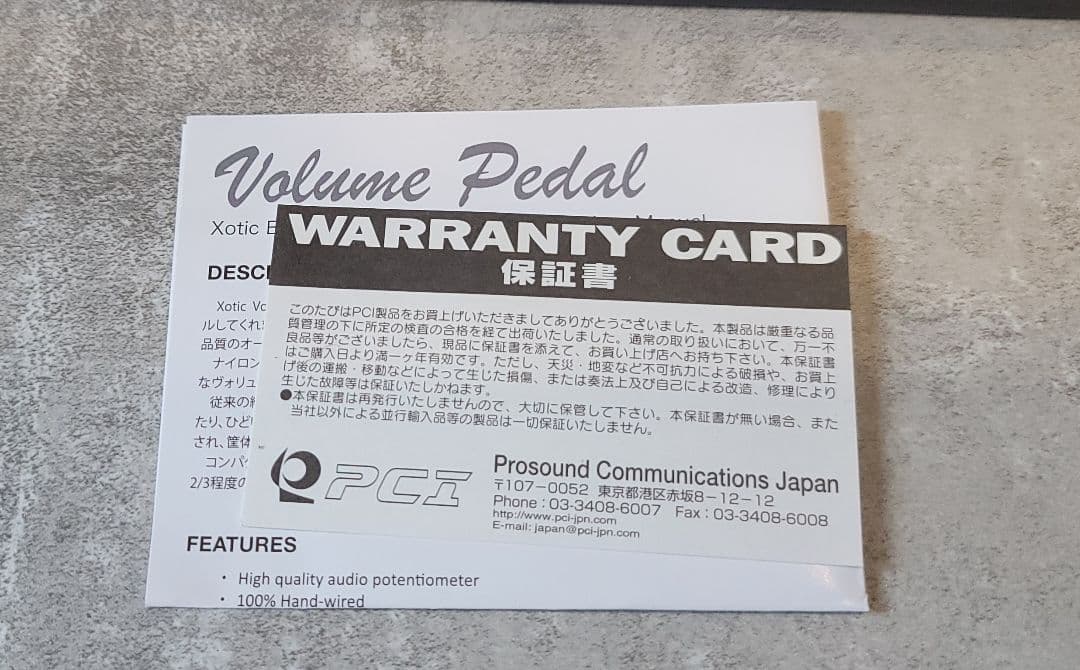 Volume Pedal
Xotic E
WARRANTY CARD
保証書
このたびはPCI製品をお買上げいただきましてありがとうございました。本製品は厳重なる品
質管理の下に所定の検査の合格を経て出荷いたしました。通常の取り扱いにおいて、万一不
良品等がございましたら、現品に保証書を添えて、お買い上げ店へお持ち下さい。本保証書
はご購入日より満一ヶ年有効です。ただし、天災・地変など不可抗力による破損や、お買上
げ後の運搬・移動などによって生じた損傷、または奏法上及び自己による改造、修理により
生じた故障等は保証いたしかねます。
●本保証書は再発行いたしませんので、大切に保管して下さい。本保証書が無い場合、また
当社以外による並行輸入品等の製品は一切保証いたしません。
PCI
Prosound Communications Japan
〒107-0052 東京都港区赤坂8-12-12
Phone : 03-3408-6007 Fax : 03-3408-6008
http://www.pci-jpn.com
E-mail: japan@pci-jpn.com
DESC
Xotic Vo
ルしてくれ
品質のオー
ナイロン
なヴォリュ
従来の
たり、ひど
され、筐体
コンパク
2/3程度の
FEATURES
・ High quality audio potentiometer
・ 100% Hand-wired